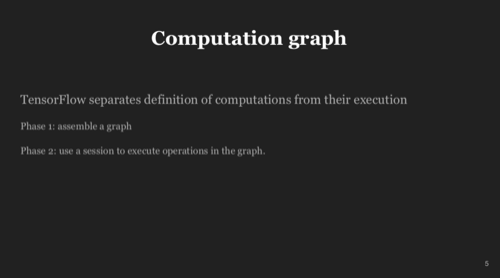 Computation graph
TensorFlow separates definition of computations from their execution
Phase 1: assemble a graph
Phase 2: use a session to execute operations in the graph.
5